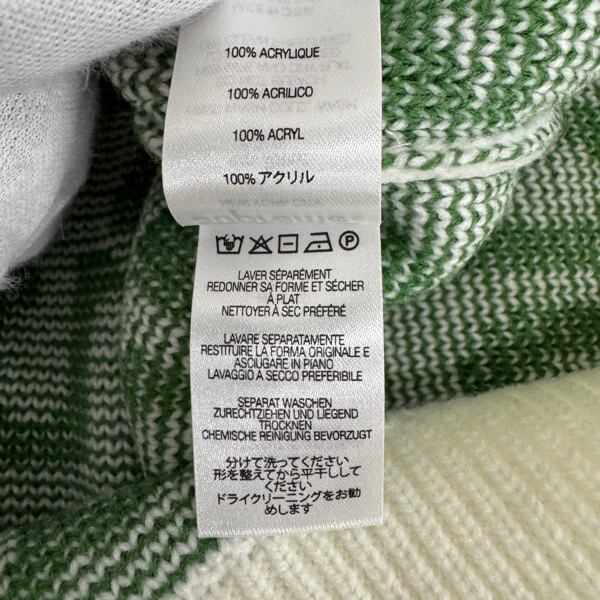 100% ACRYLIQUE
100% ACRILICO
100% ACRYL
100% アクリル
P
LAVER SÉPARÉMENT
REDONNER SA FORME ET SÉCHER
À PLAT
NETTOYER À SEC PRÉFÉRÉ
LAVARE SEPARATAMENTE
RESTITUIRE LA FORMA ORIGINALE E
ASCIUGARE IN PIANO
LAVAGGIO A SECCO PREFERIBILE
SEPARAT WASCHEN
ZURECHTZIEHEN UND LIEGEND
TROCKNEN
CHEMISCHE REINIGUNG BEVORZUGT
分けて洗ってください
形を整えてから平干しして
ください
ドライクリーニングをお勧
めします